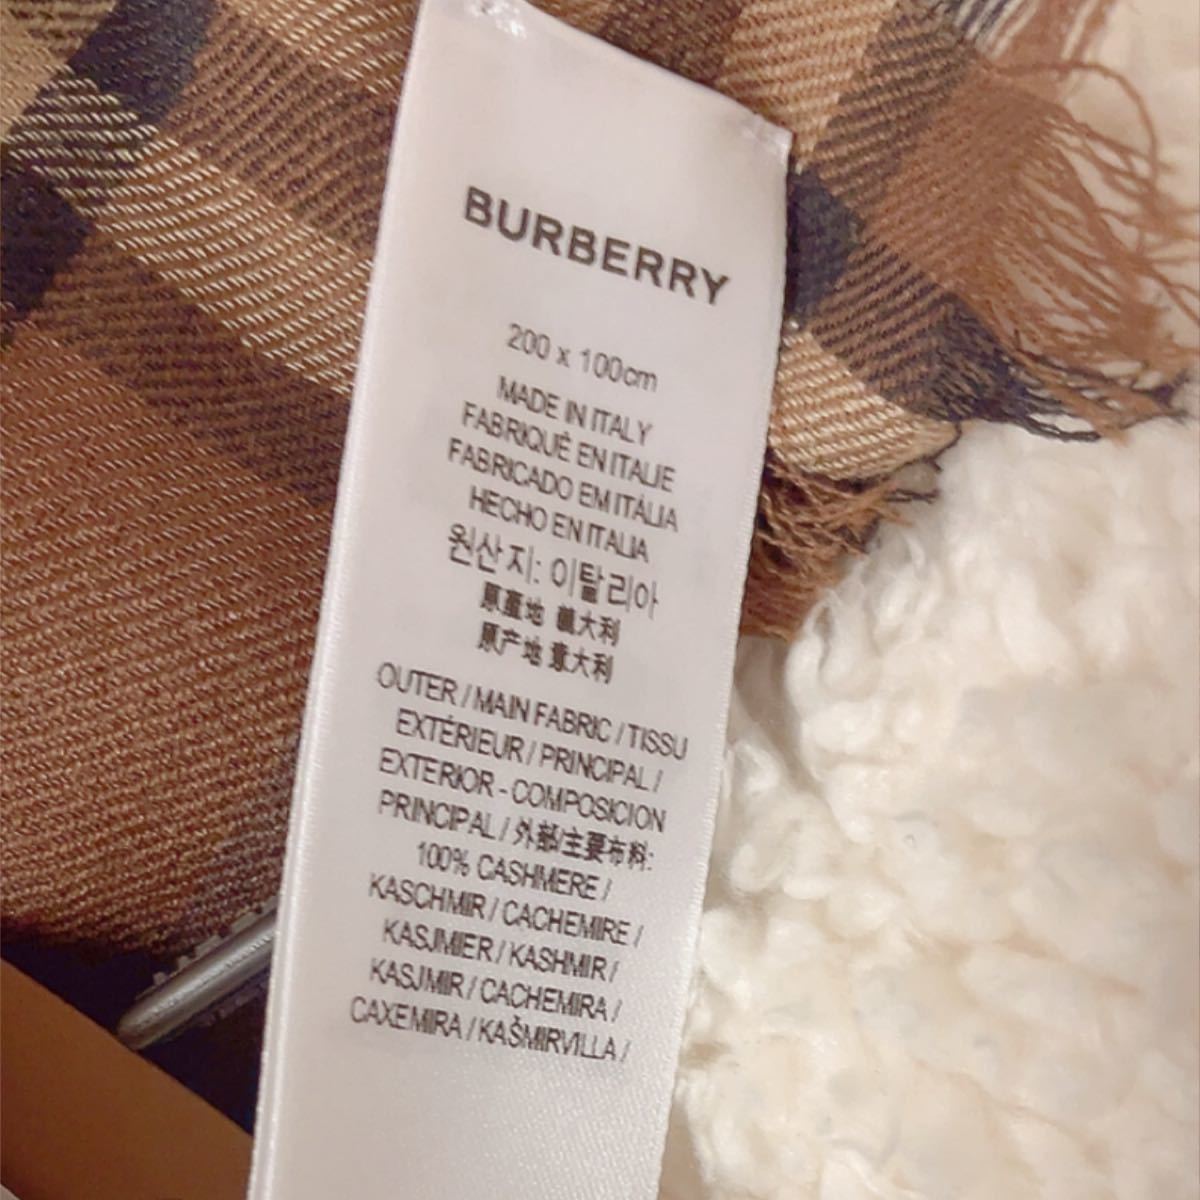 BURBERRY
200 x 100cm
MADE IN ITALY
FABRIQUÉ EN ITALIE
FABRICADO EM ITÁLIA
HECHO EN ITALIA
원산지: 이탈리아
原產地 義大利
原产地 意大利
OUTER / MAIN FABRIC / TISSU
EXTÉRIEUR / PRINCIPAL /
EXTERIOR - COMPOSICION
PRINCIPAL / 外部/主要布料:
100% CASHMERE /
KASCHMIR / CACHEMIRE /
KASJMIER / KASHMIR /
KASJMIR / CACHEMIRA /
CAXEMIRA / KAŠMIRVILLA /